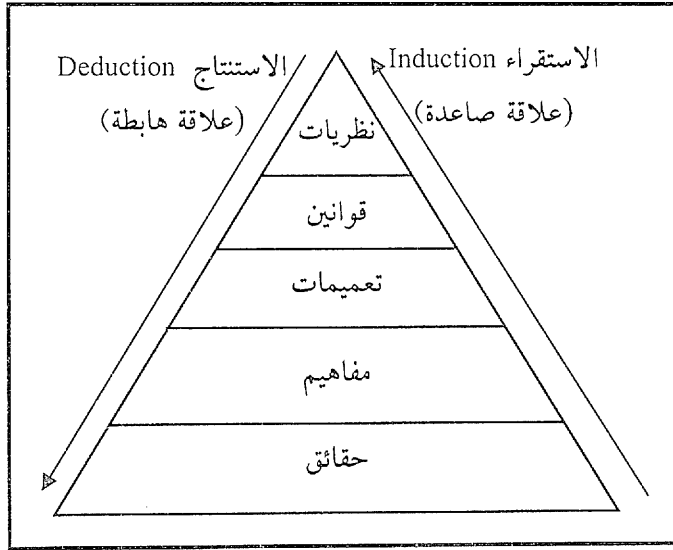 الاستقراء Induction
(علاقة صاعدة)
الاستنتاج Deduction
(علاقة هابطة)
نظريات
قوانين
تعميمات
مفاهيم
حقائق